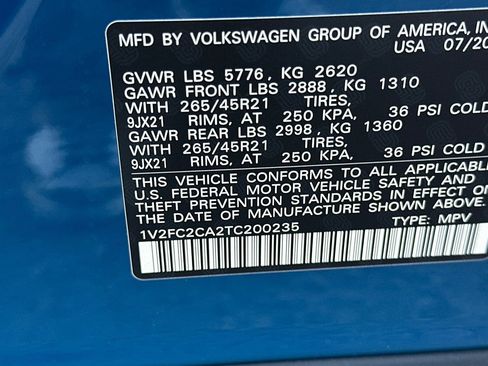 MFD BY VOLKSWAGEN GROUP OF AMERICA, IN
USA 07/20
GVWR LBS 5776, KG 2620
GAWR FRONT LBS 2888, KG 1310
WITH 265/45R21 TIRES,
9JX21 RIMS, AT 250 KPA, 36 PSI COLD
GAWR REAR LBS 2998, KG 1360
WITH 265/45R21 TIRES,
9JX21 RIMS, AT 250 KPA, 36 PSI COLD
THIS VEHICLE CONFORMS TO ALL APPLICABL
U.S. FEDERAL MOTOR VEHICLE SAFETY AND
THEFT PREVENTION STANDARDS IN EFFECT ON
THE DATE OF MANUFACTURE SHOWN ABOVE.
1V2FC2CA2TC200235 TYPE: MPV